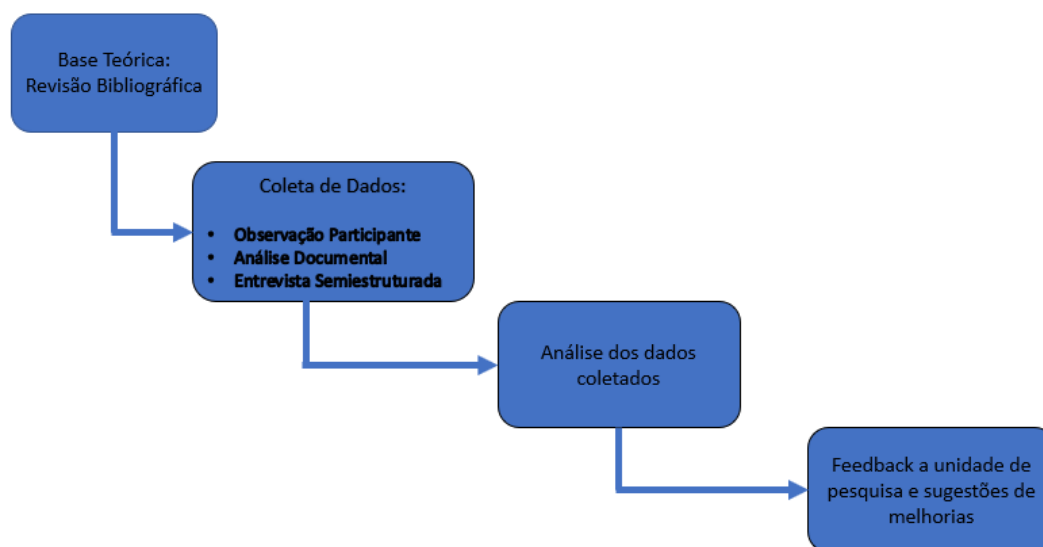 Base Teórica:
Revisão Bibliográfica
Coleta de Dados:
• Observação Participante
• Análise Documental
• Entrevista Semiestruturada
Análise dos dados
coletados
Feedback a unidade de
pesquisa e sugestões de
melhorias